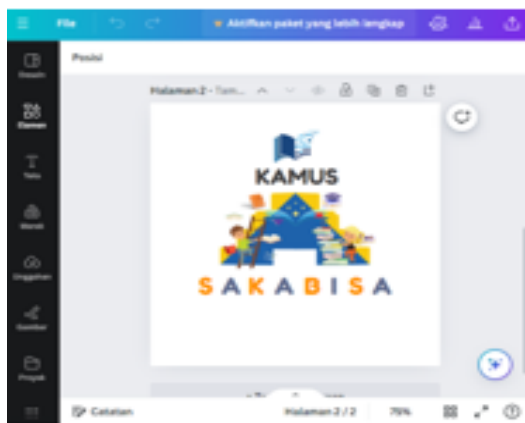 File
Aktifkan paket yang lebih lengkap
Posisi
Desain
Elemen
Teks
Merek
Unggahan
Gambar
Proyek
Halaman 2 - Tam...
KAMUS
SAKABISA
Catatan
Halaman 2 / 2
75%